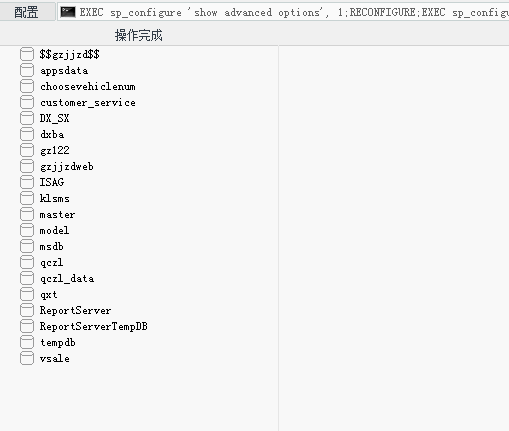 配置 EXEC sp_configure 'show advanced options', 1;RECONFIGURE;EXEC sp_config
操作完成
$$gzjjzd$$
appsdata
choosevehiclenum
customer_service
DX_SX
dxba
gz122
gzjjzdweb
ISAG
klsms
master
model
msdb
qczl
qczl_data
qxt
ReportServer
ReportServerTempDB
tempdb
vsale